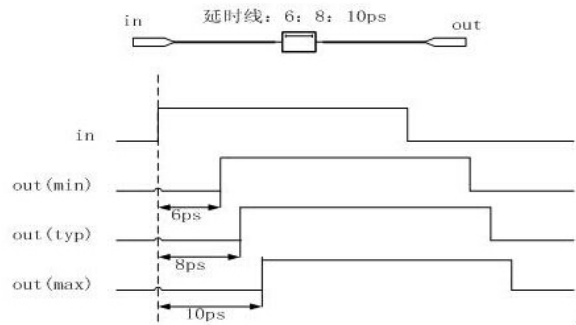 in
延时线：6：8：10ps
out
in
out(min)
6ps
out(typ)
8ps
out(max)
10ps